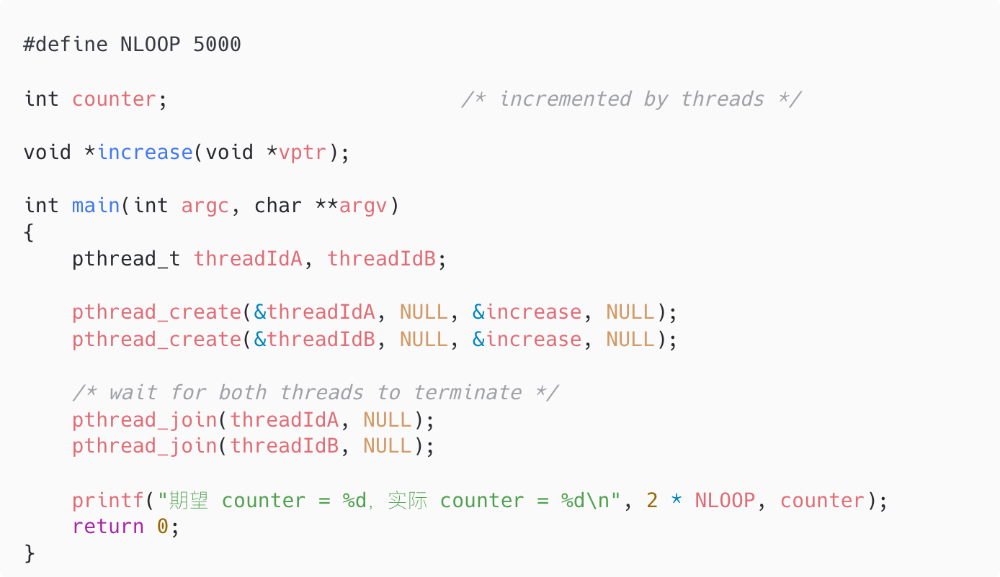 #define NLOOP 5000
int counter;                        /* incremented by threads */
void *increase(void *vptr);
int main(int argc, char **argv)
{
    pthread_t threadIdA, threadIdB;
    pthread_create(&threadIdA, NULL, &increase, NULL);
    pthread_create(&threadIdB, NULL, &increase, NULL);
    /* wait for both threads to terminate */
    pthread_join(threadIdA, NULL);
    pthread_join(threadIdB, NULL);
    printf("期望 counter = %d，实际 counter = %d\n", 2 * NLOOP, counter);
    return 0;
}